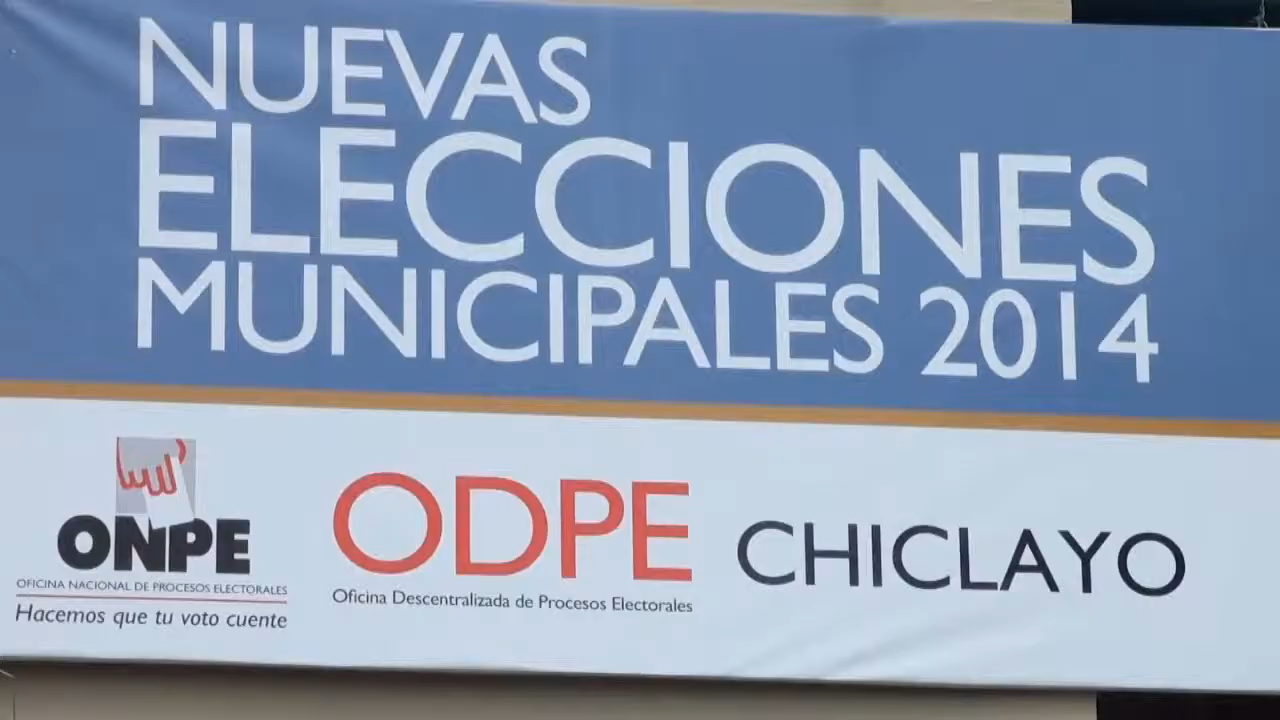 NUEVAS
ELECCIONES
MUNICIPALES 2014
ONPE
OFICINA NACIONAL DE PROCESOS ELECTORALES
Hacemos que tu voto cuente
ODPE
Oficina Descentralizada de Procesos Electorales
CHICLAYO